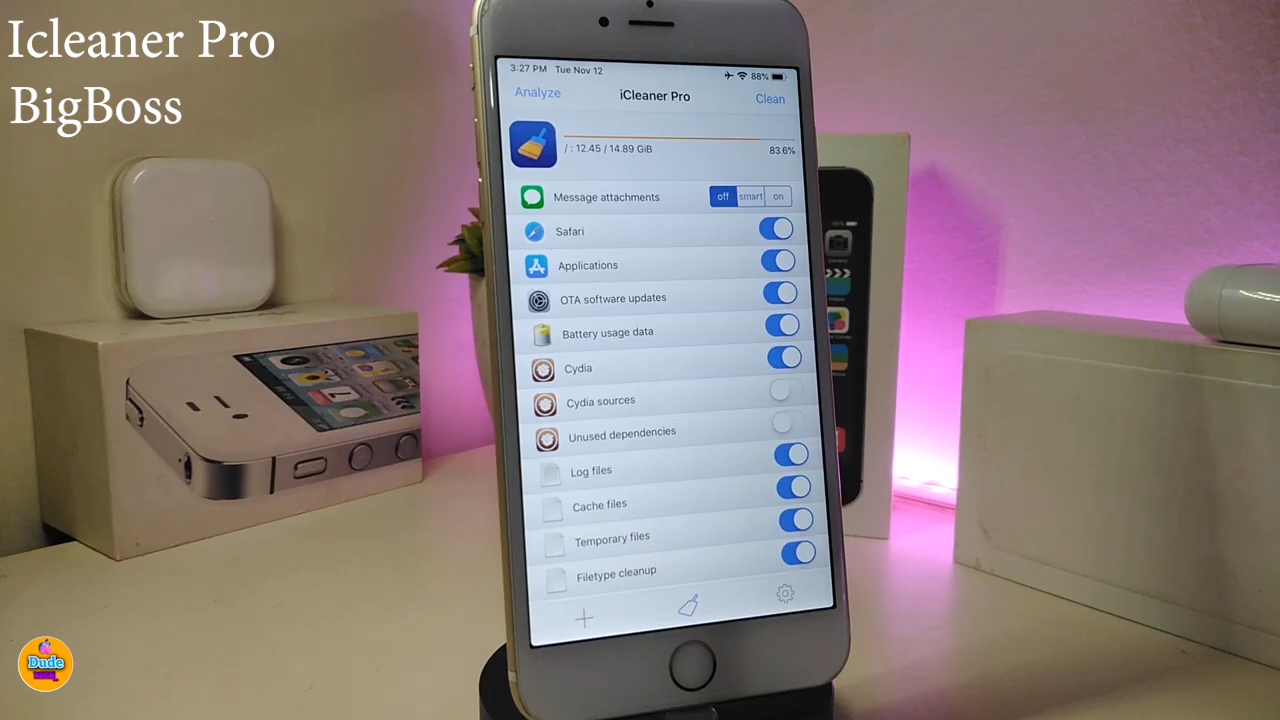 Icleaner Pro
BigBoss
3:27 PM Tue Nov 12
88%
Analyze
iCleaner Pro
Clean
/ : 12.45 / 14.89 GiB
83.6%
Message attachments
off smart on
Safari
Applications
OTA software updates
Battery usage data
Cydia
Cydia sources
Unused dependencies
Log files
Cache files
Temporary files
Filetype cleanup
Dude